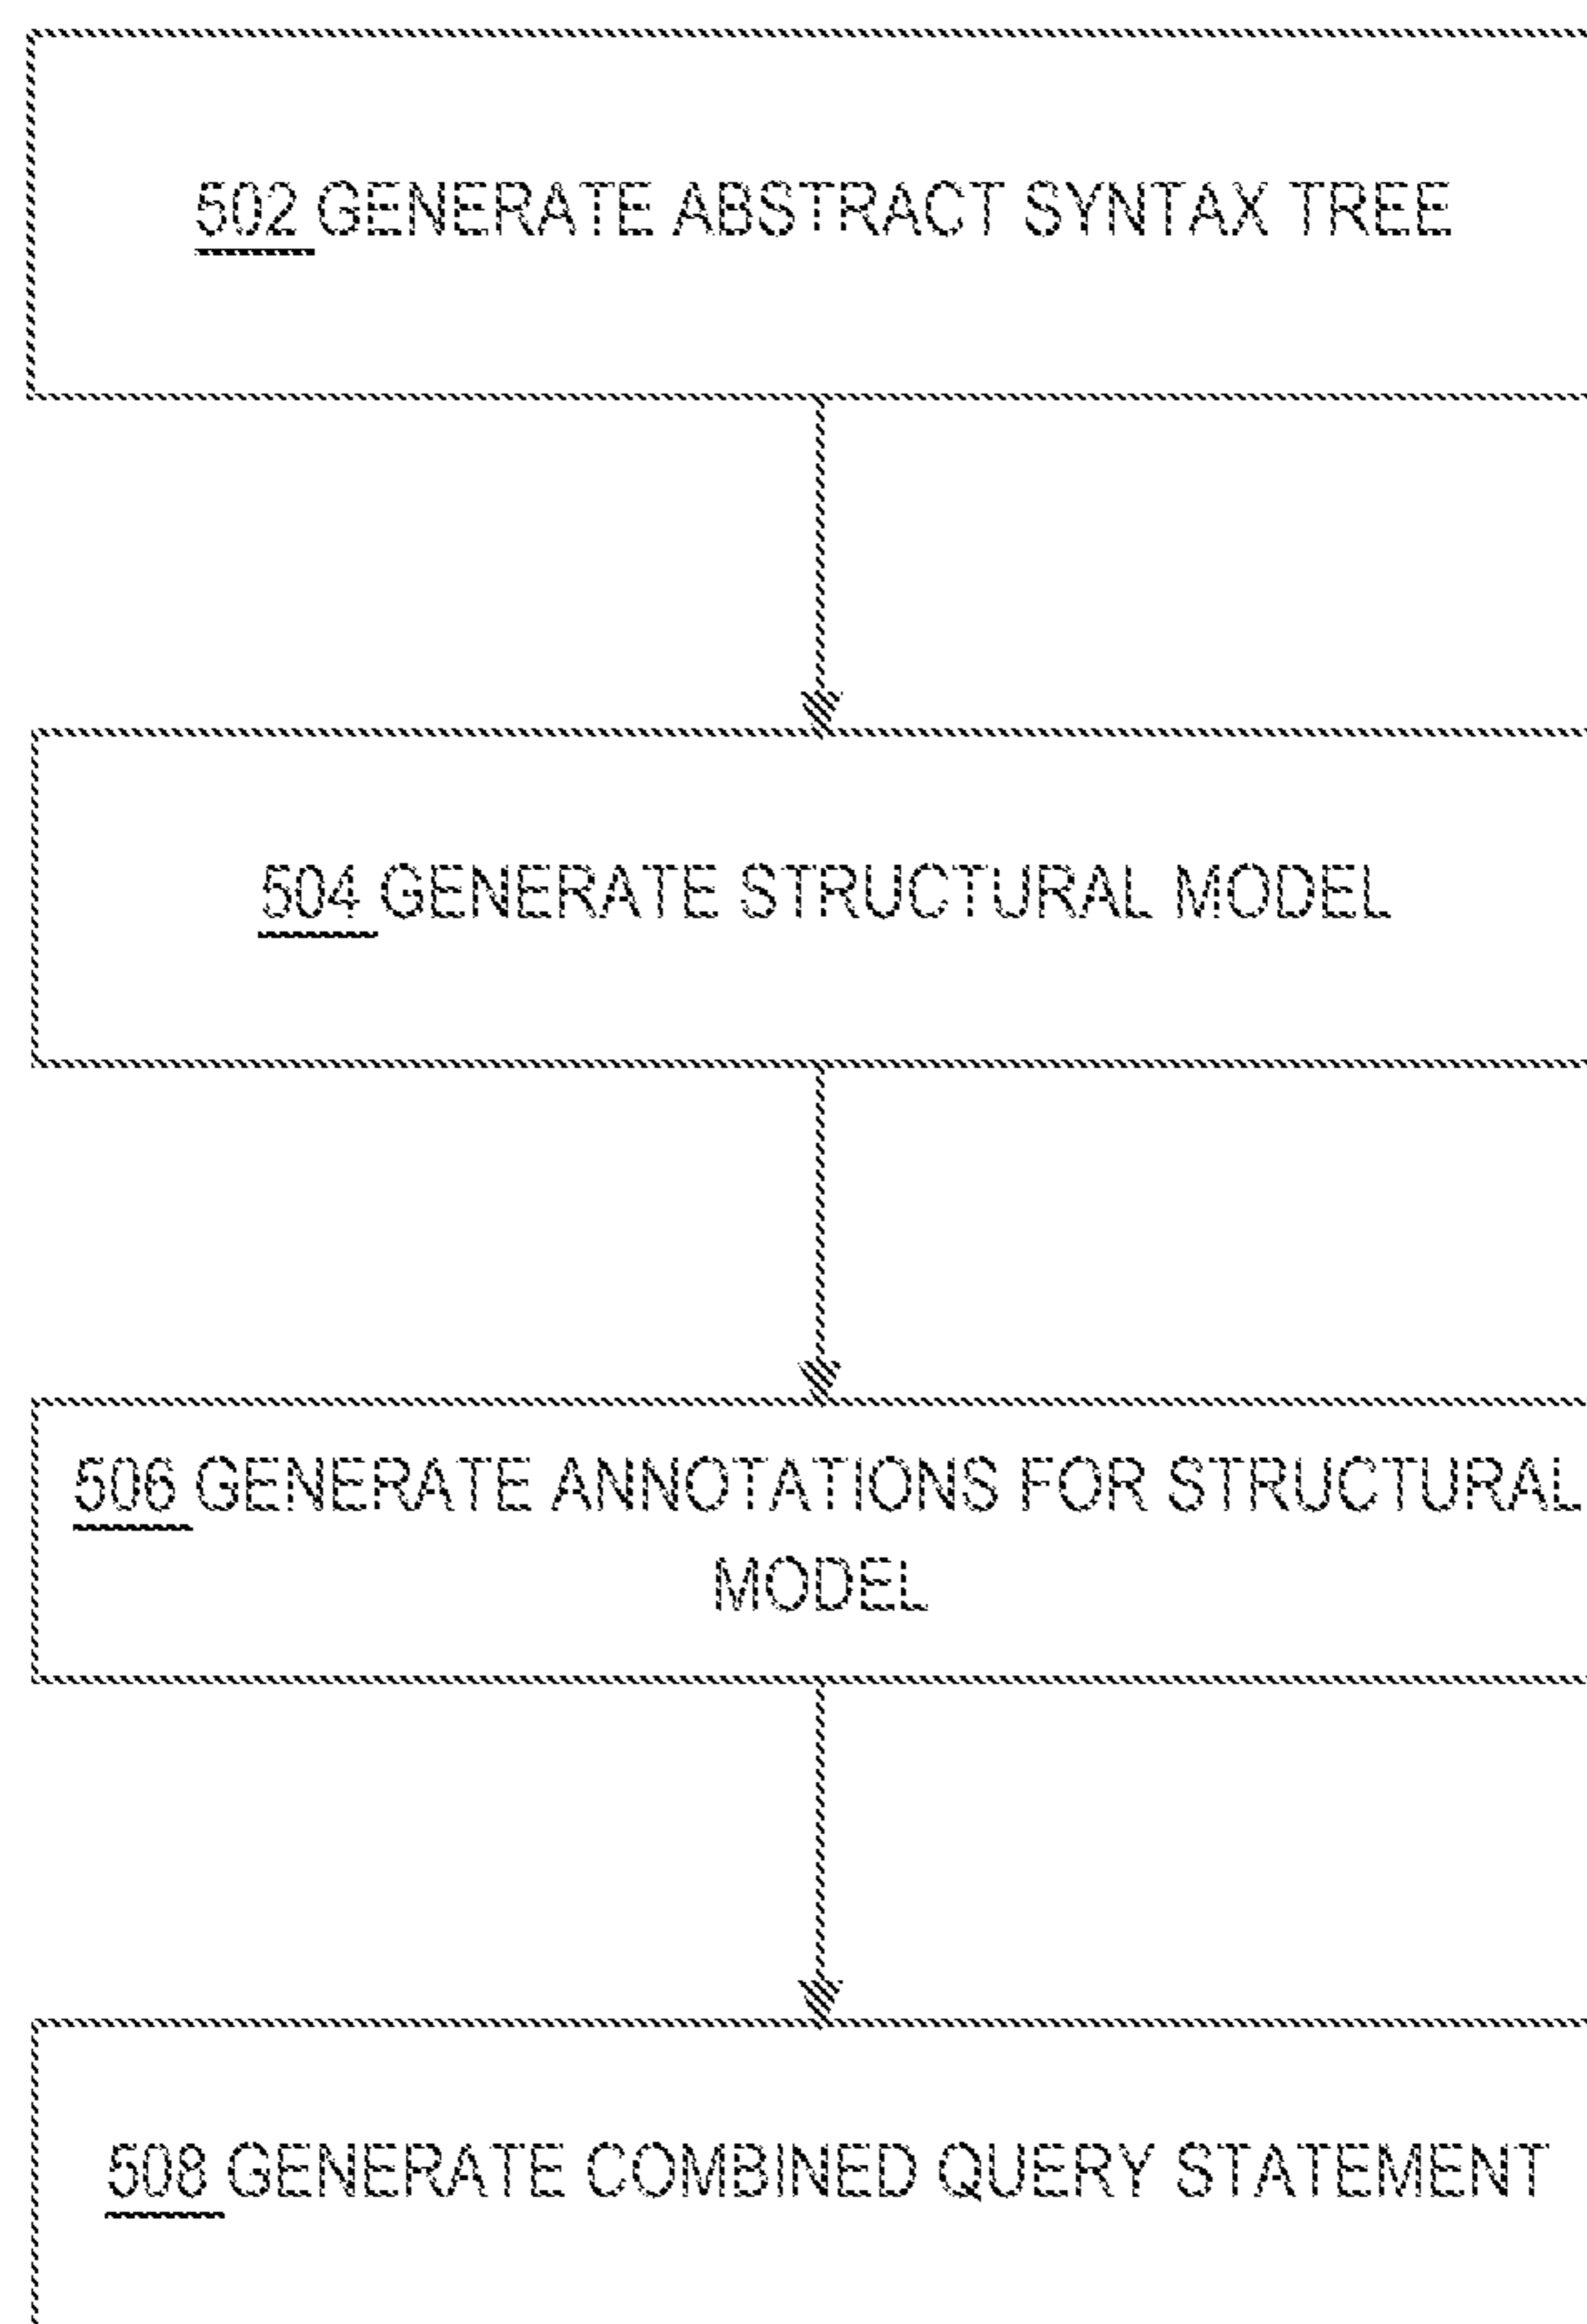 502 GENERATE ABSTRACT SYNTAX TREE
504 GENERATE STRUCTURAL MODEL
506 GENERATE ANNOTATIONS FOR STRUCTURAL
MODEL
508 GENERATE COMBINED QUERY STATEMENT